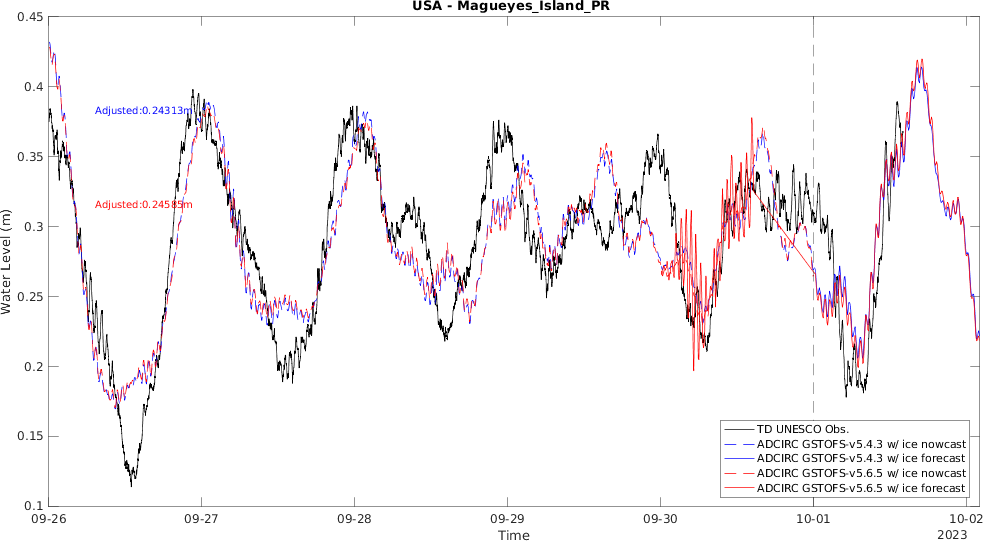 USA - Magueyes_Island_PR
Water Level (m)
0.45
0.4
0.35
0.3
0.25
0.2
0.15
0.1
Adjusted:0.24313m
Adjusted:0.24585m
TD UNESCO Obs.
ADCIRC GSTOFS-v5.4.3 w/ ice nowcast
ADCIRC GSTOFS-v5.4.3 w/ ice forecast
ADCIRC GSTOFS-v5.6.5 w/ ice nowcast
ADCIRC GSTOFS-v5.6.5 w/ ice forecast
09-26 09-27 09-28 09-29 09-30 10-01 10-02
Time
2023